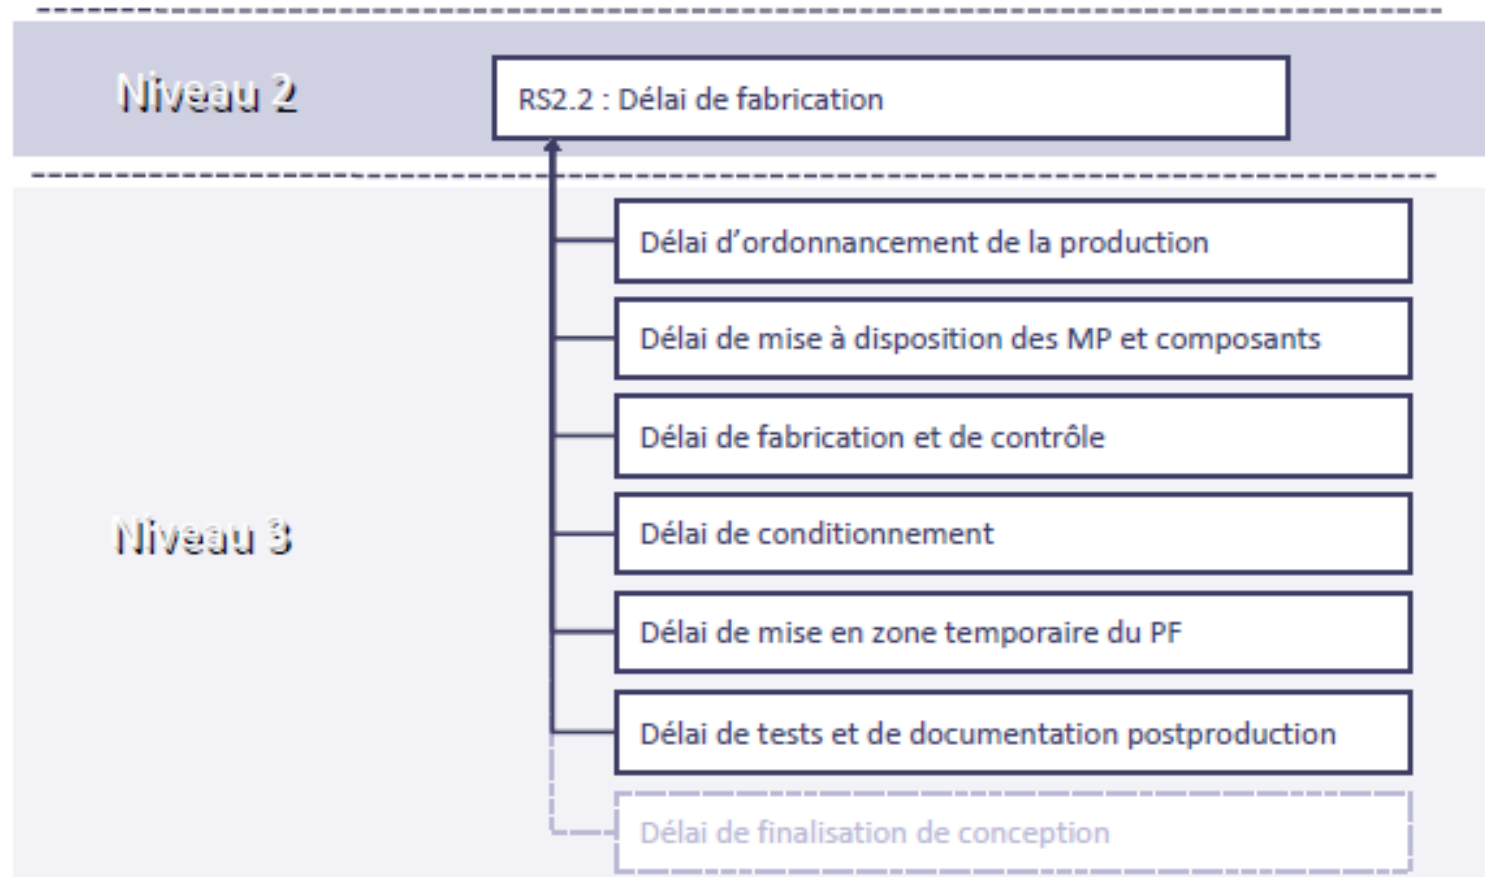 Niveau 2
RS2.2 : Délai de fabrication
Délai d’ordonnancement de la production
Délai de mise à disposition des MP et composants
Délai de fabrication et de contrôle
Délai de conditionnement
Niveau 3
Délai de mise en zone temporaire du PF
Délai de tests et de documentation postproduction
Délai de finalisation de conception